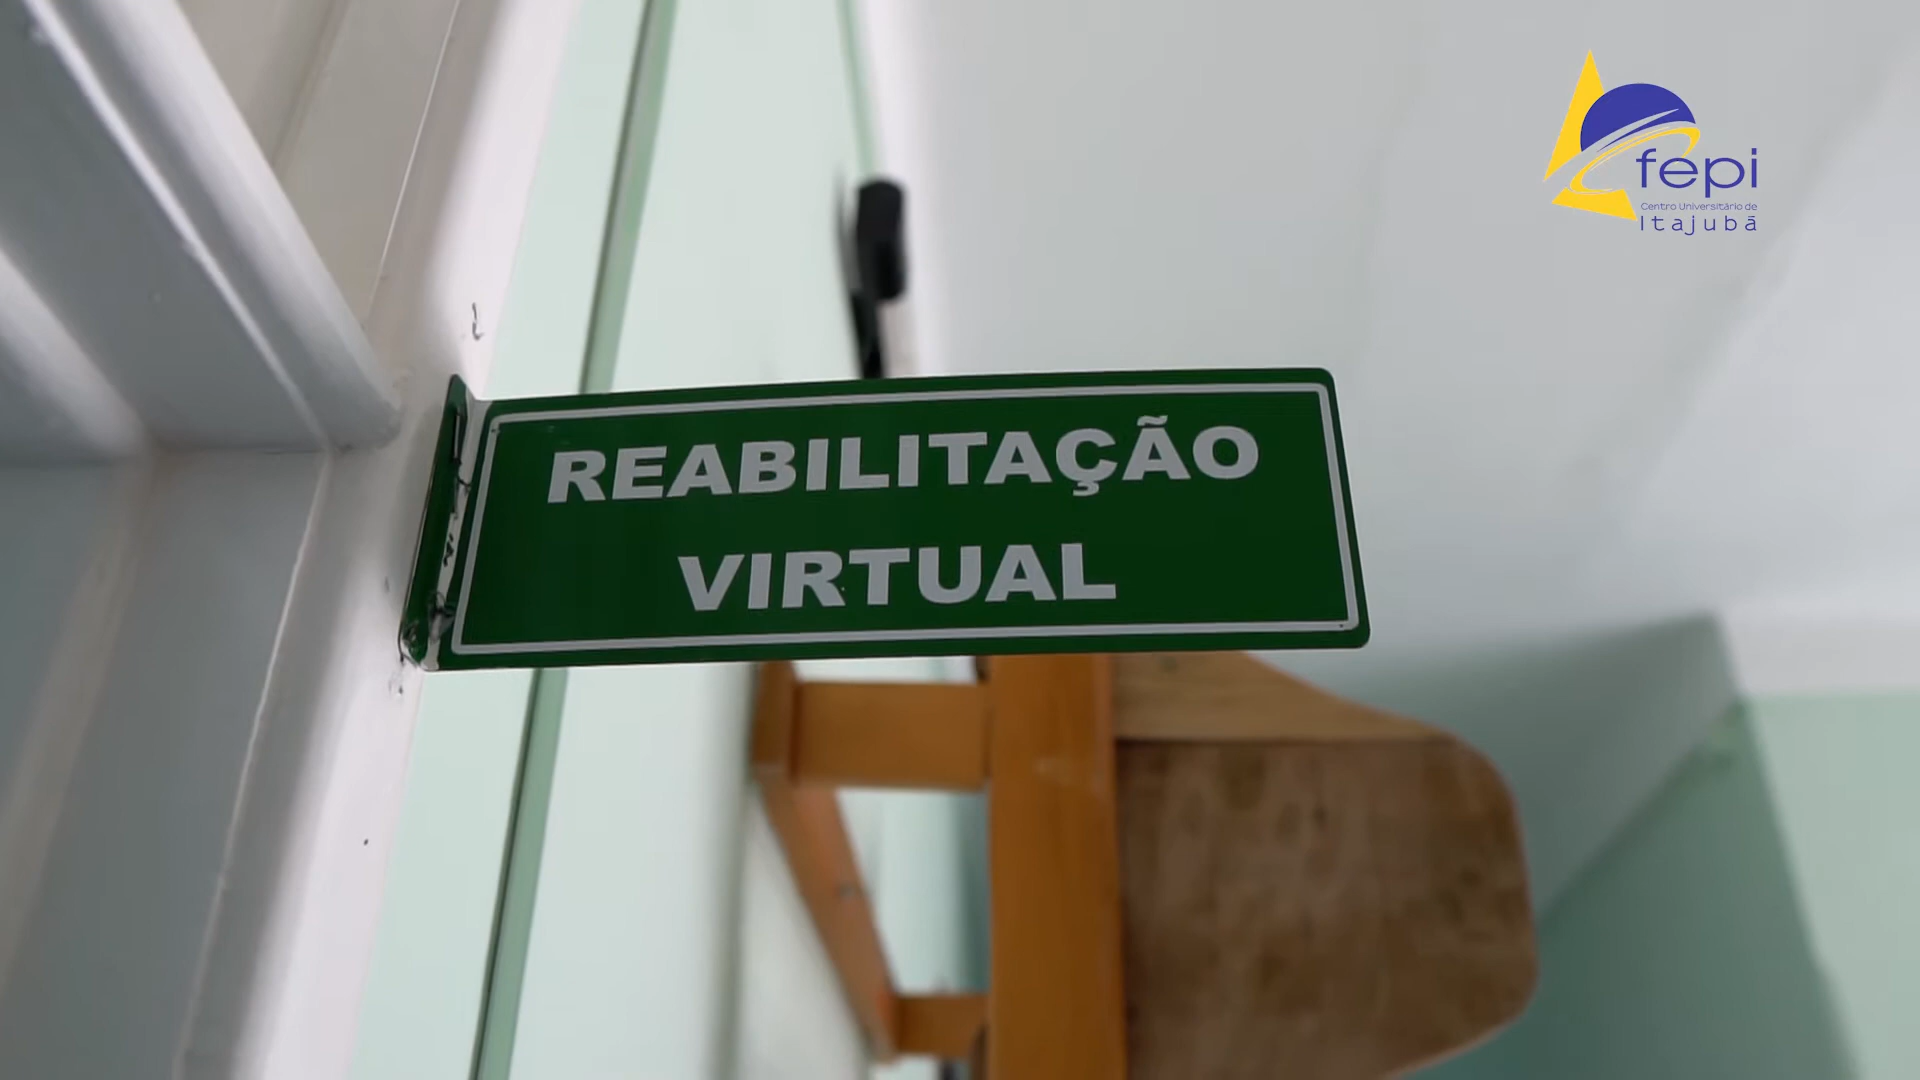 fepi
Centro Universitário de
Itajubá
REABILITAÇÃO
VIRTUAL